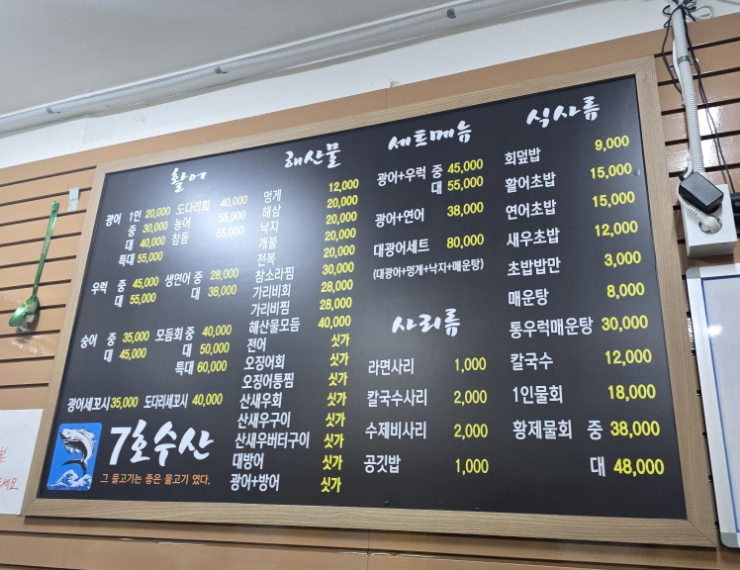 활어
광어 1인 20,000 도다리회 40,000
중 30,000 농어 55,000
대 40,000 참돔 55,000
특대 55,000
우럭 중 45,000 생연어 중 28,000
대 55,000 대 38,000
숭어 중 35,000 모듬회 중 40,000
대 45,000 대 50,000
특대 60,000
광어세꼬시 35,000 도다리세꼬시 40,000
7호수산
그 물고기는 좋은 물고기 였다.
해산물
멍게 12,000
해삼 20,000
낙지 20,000
개불 20,000
전복 20,000
참소라찜 30,000
가리비회 28,000
가리비찜 28,000
해산물모듬 40,000
전어 싯가
오징어회 싯가
오징어통찜 싯가
산새우회 싯가
산새우구이 싯가
산새우버터구이 싯가
대방어 싯가
광어+방어 싯가
세트메뉴
광어+우럭 중 45,000
대 55,000
광어+연어 38,000
대광어세트 80,000
(대광어+멍게+낙지+매운탕)
사리류
라면사리 1,000
칼국수사리 2,000
수제비사리 2,000
공깃밥 1,000
식사류
회덮밥 9,000
활어초밥 15,000
연어초밥 15,000
새우초밥 12,000
초밥밥만 3,000
매운탕 8,000
통우럭매운탕 30,000
칼국수 12,000
1인물회 18,000
황제물회 중 38,000
대 48,000